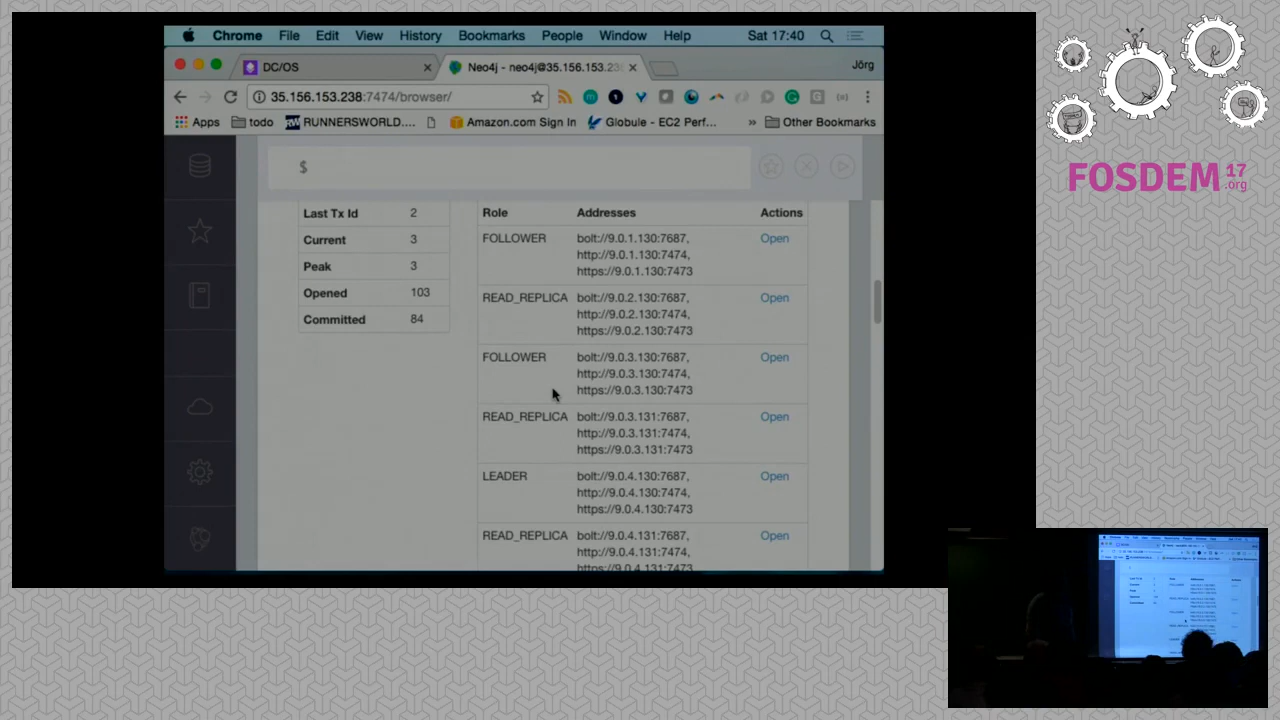 Chrome File Edit View History Bookmarks People Window Help Sat 17:40
DC/OS
Neo4j - neo4j@35.156.153.23
Jörg
35.156.153.238:7474/browser/
Apps todo RUNNERSWORLD.... Amazon.com Sign In Globule - EC2 Perf... » Other Bookmarks
$
Last Tx Id 2
Current 3
Peak 3
Opened 103
Committed 84
Role Addresses Actions
FOLLOWER bolt://9.0.1.130:7687, Open
http://9.0.1.130:7474,
https://9.0.1.130:7473
READ_REPLICA bolt://9.0.2.130:7687, Open
http://9.0.2.130:7474,
https://9.0.2.130:7473
FOLLOWER bolt://9.0.3.130:7687, Open
http://9.0.3.130:7474,
https://9.0.3.130:7473
READ_REPLICA bolt://9.0.3.131:7687, Open
http://9.0.3.131:7474,
https://9.0.3.131:7473
LEADER bolt://9.0.4.130:7687, Open
http://9.0.4.130:7474,
https://9.0.4.130:7473
READ_REPLICA bolt://9.0.4.131:7687, Open
http://9.0.4.131:7474,
https://9.0.4.131:7473
FOSDEM 17
.org